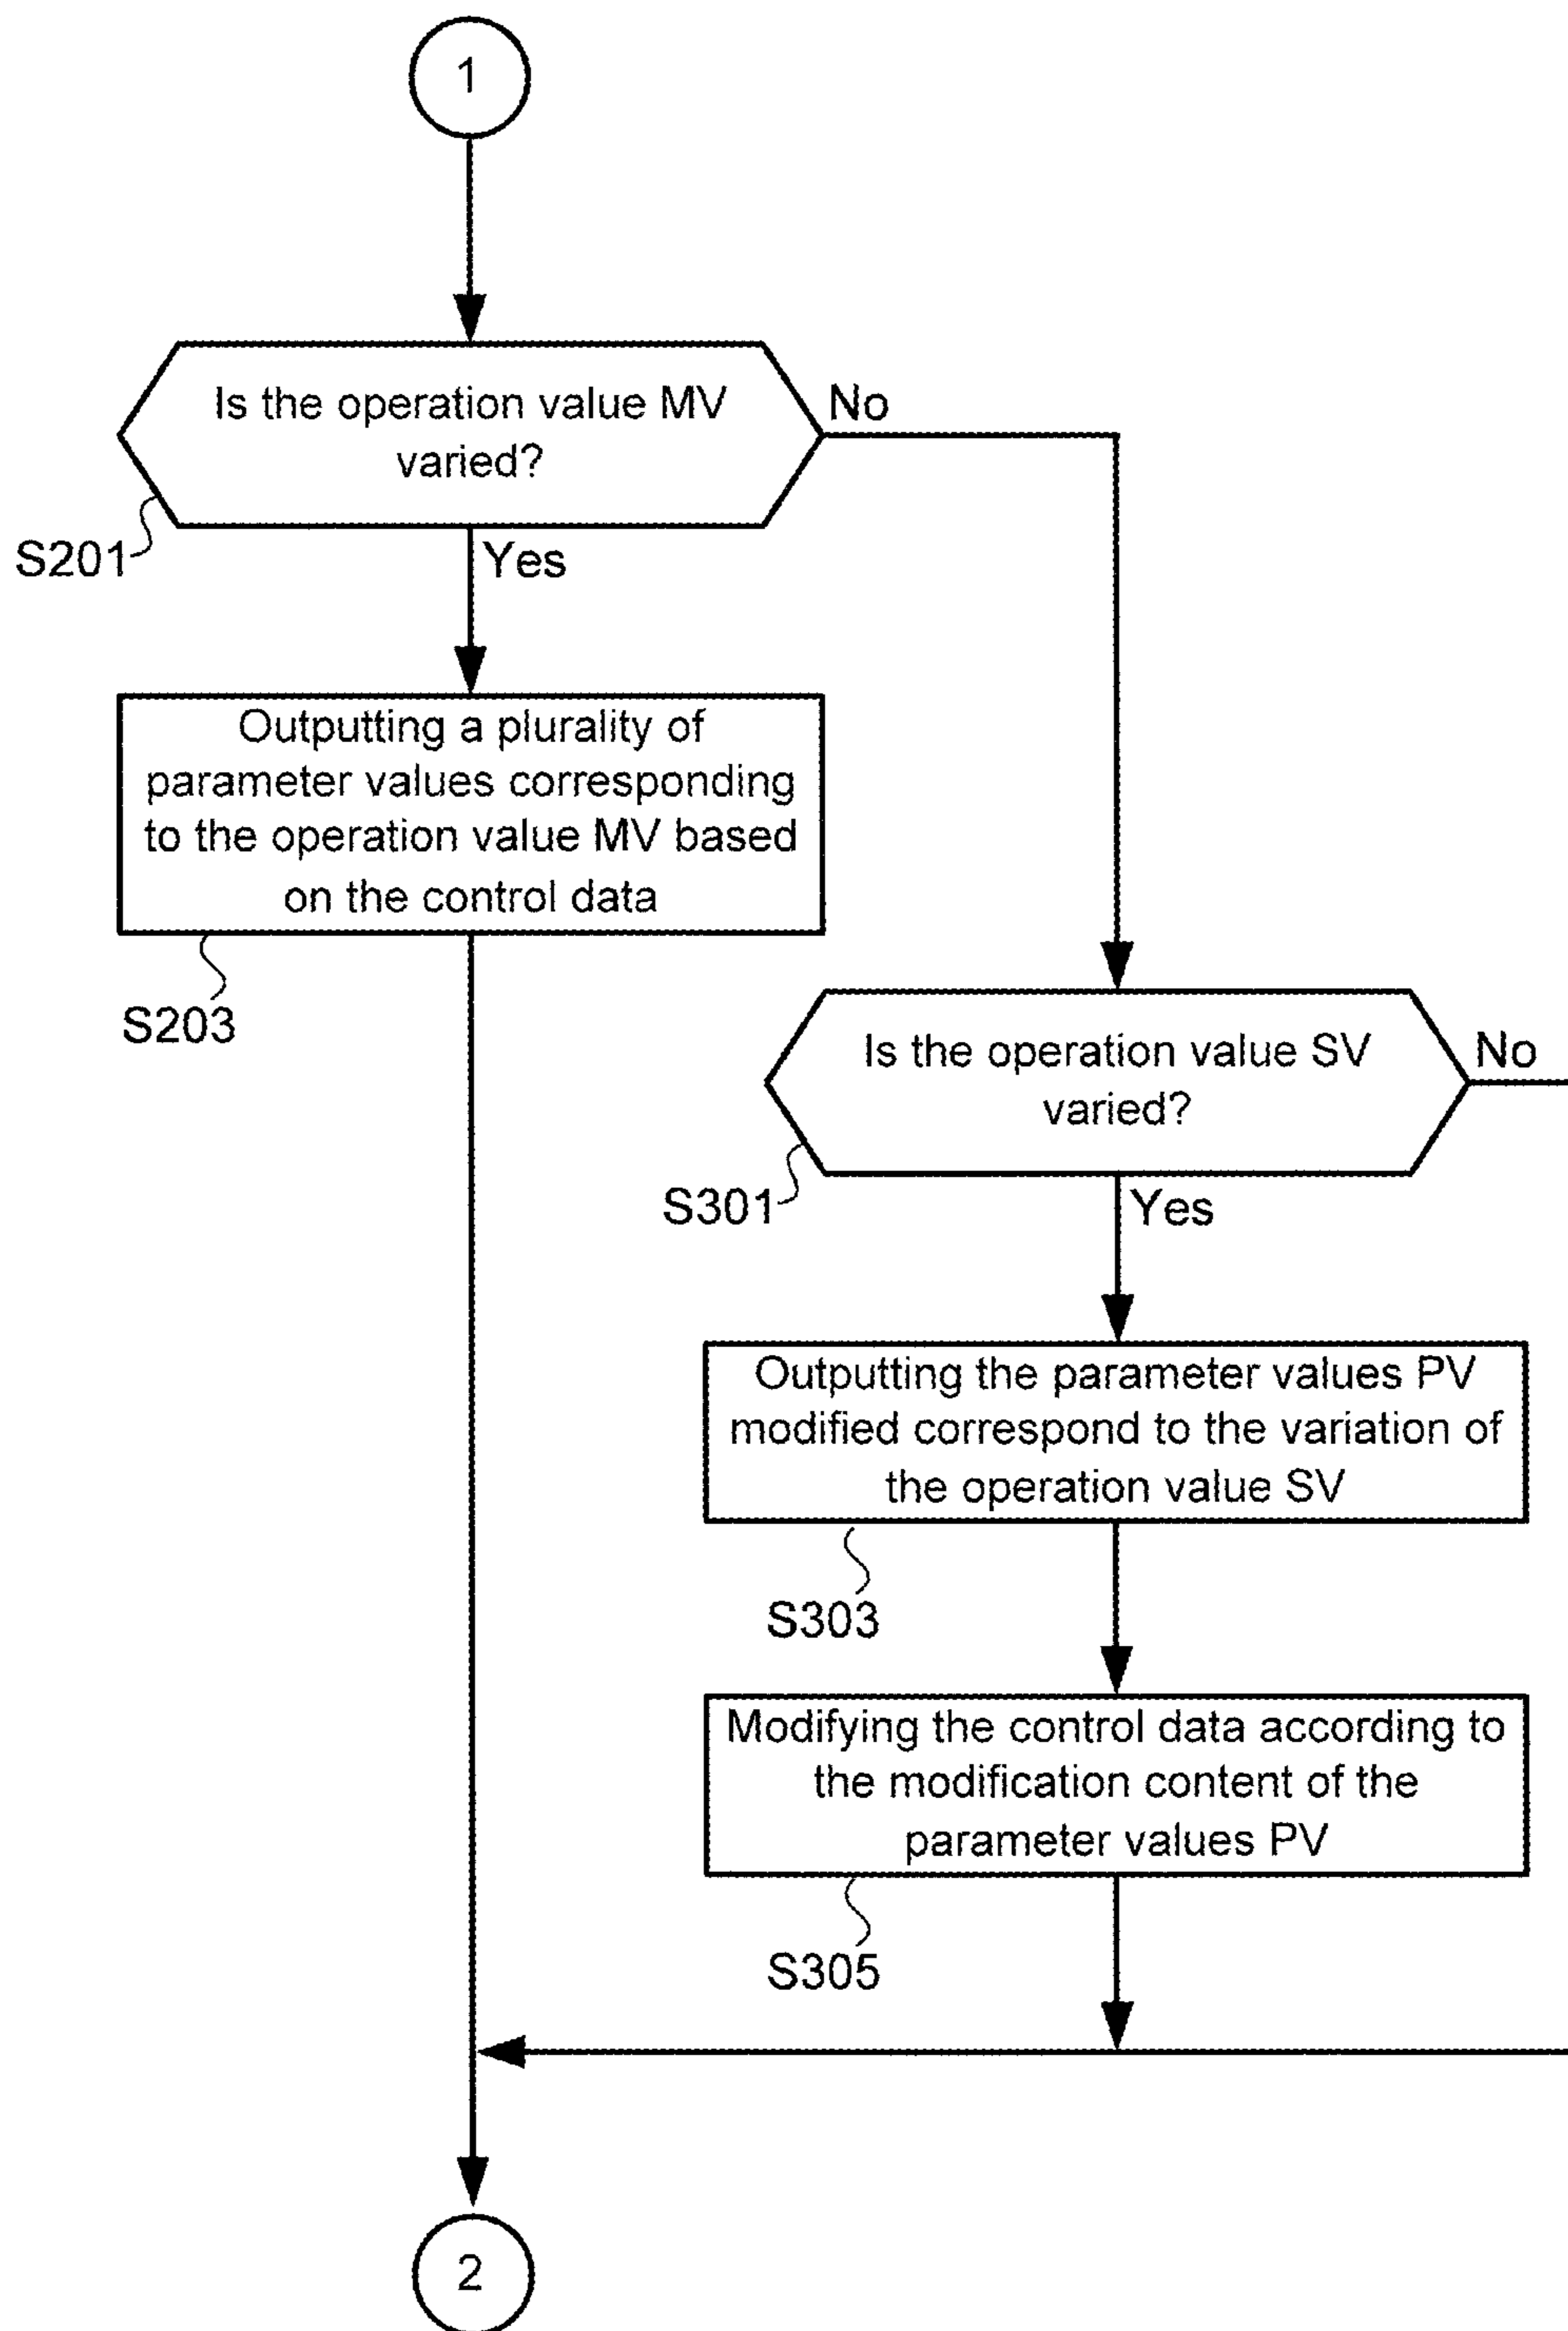 1
Is the operation value MV
varied?
No
S201
Yes
Outputting a plurality of
parameter values corresponding
to the operation value MV based
on the control data
S203
Is the operation value SV
varied?
No
S301
Yes
Outputting the parameter values PV
modified correspond to the variation of
the operation value SV
S303
Modifying the control data according to
the modification content of the
parameter values PV
S305
2